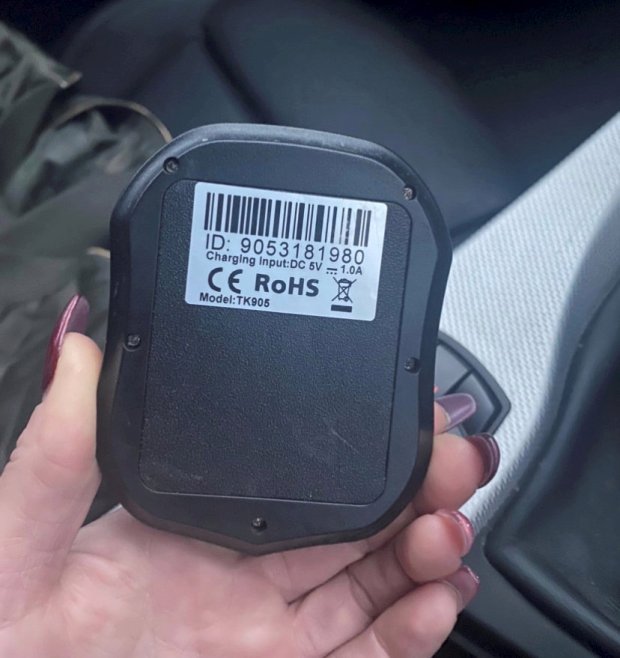 ID: 9053181980
Charging Input:DC 5V ⎓ 1.0A
CE RoHS
Model:TK905